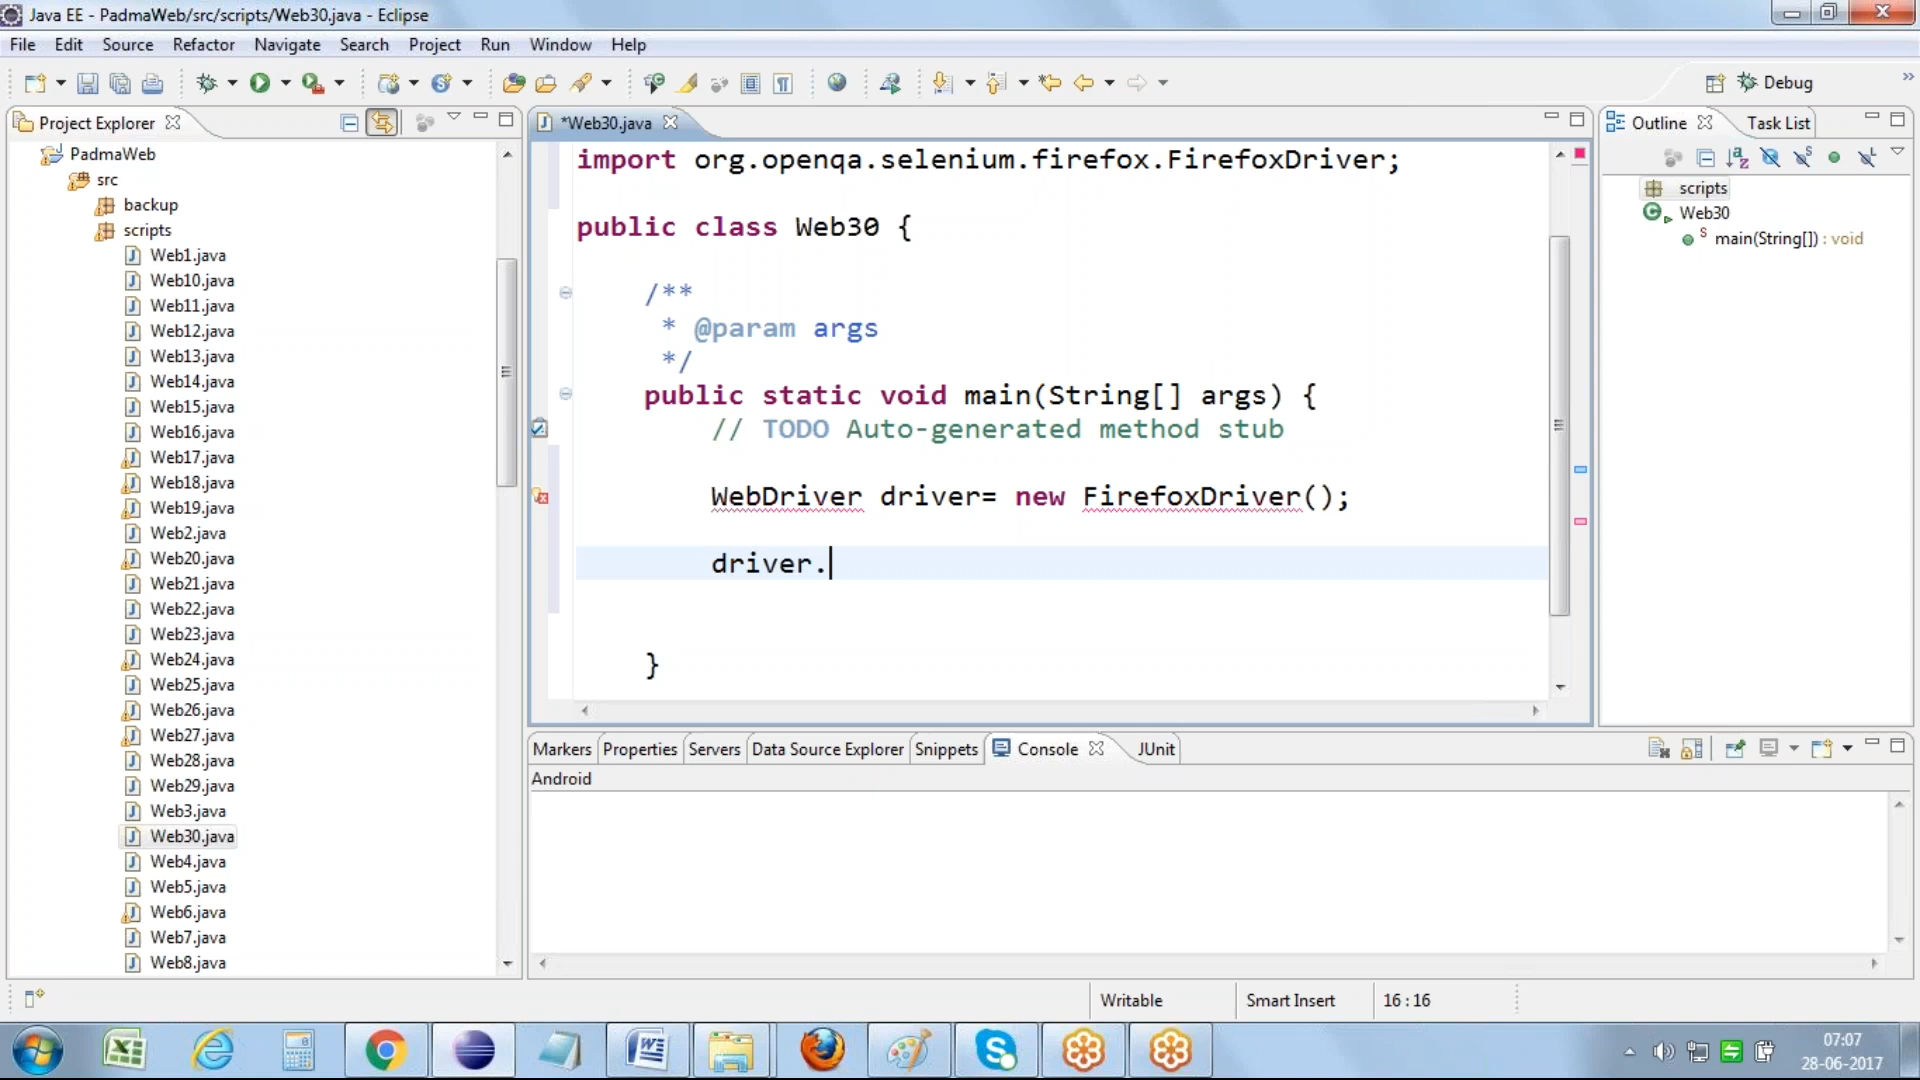 Java EE - PadmaWeb/src/scripts/Web30.java - Eclipse
File Edit Source Refactor Navigate Search Project Run Window Help
Debug
Project Explorer
*Web30.java
Outline Task List
PadmaWeb
src
backup
scripts
Web1.java
Web10.java
Web11.java
Web12.java
Web13.java
Web14.java
Web15.java
Web16.java
Web17.java
Web18.java
Web19.java
Web2.java
Web20.java
Web21.java
Web22.java
Web23.java
Web24.java
Web25.java
Web26.java
Web27.java
Web28.java
Web29.java
Web3.java
Web30.java
Web4.java
Web5.java
Web6.java
Web7.java
Web8.java
import org.openqa.selenium.firefox.FirefoxDriver;
public class Web30 {
/**
* @param args
*/
public static void main(String[] args) {
// TODO Auto-generated method stub
WebDriver driver= new FirefoxDriver();
driver.
}
scripts
Web30
main(String[]) : void
Markers Properties Servers Data Source Explorer Snippets Console JUnit
Android
Writable Smart Insert 16 : 16
07:07
28-06-2017